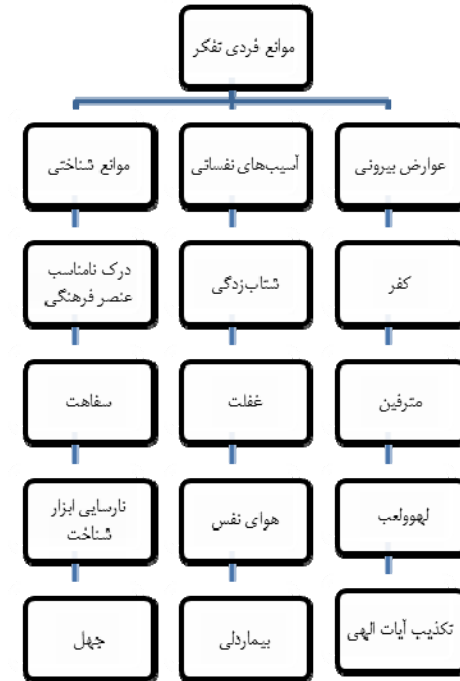 موانع فردی تفکر
عوارض بیرونی
آسیب‌های نفسانی
موانع شناختی
کفر
شتاب‌زدگی
درک نامناسب
عنصر فرهنگی
مترفین
غفلت
سفاهت
لهوولعب
هوای نفس
نارسایی ابزار
شناخت
تکذیب آیات الهی
بیماردلی
جهل